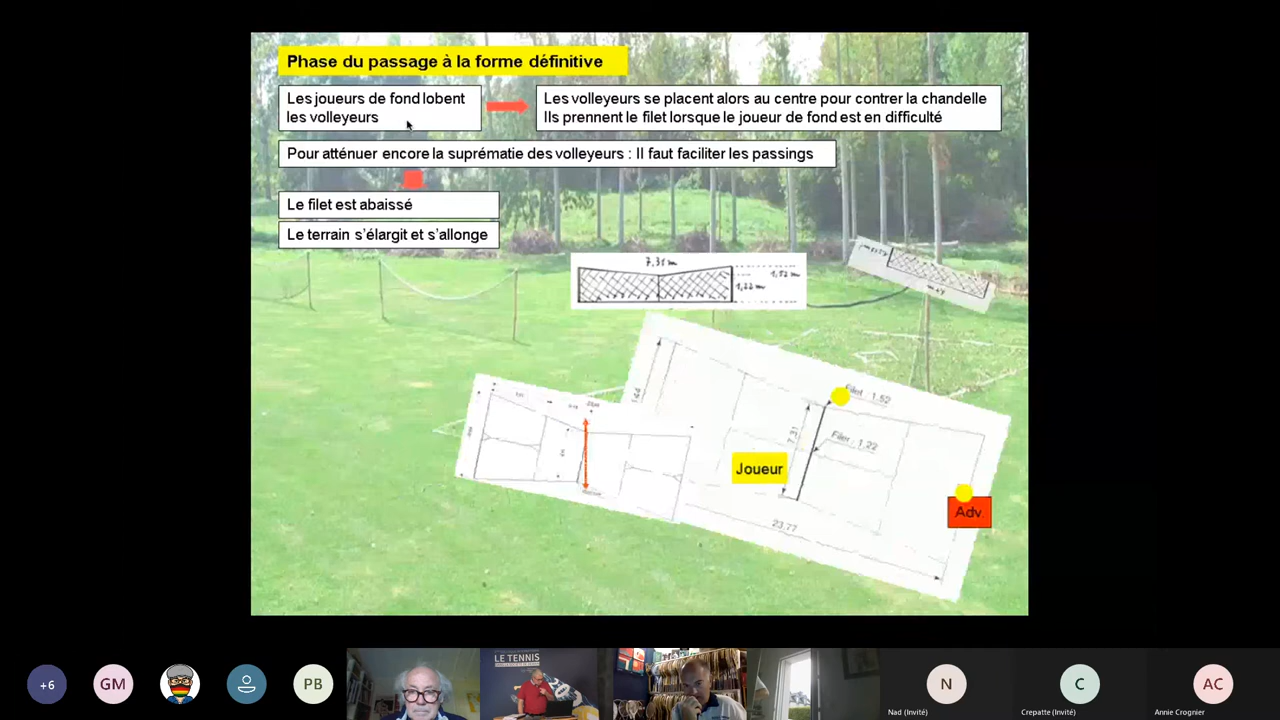 Phase du passage à la forme définitive
Les joueurs de fond lobent
les volleyeurs
Les volleyeurs se placent alors au centre pour contrer la chandelle
Ils prennent le filet lorsque le joueur de fond est en difficulté
Pour atténuer encore la suprématie des volleyeurs : Il faut faciliter les passings
Le filet est abaissé
Le terrain s'élargit et s'allonge
7,31 m
1,52 m
1,22 m
Filet : 1.52
7.31
Filet : 1.22
Joueur
Adv.
23.77
LE TENNIS
+6
GM
PB
N
C
AC
Nad (Invité)
Crepatte (Invité)
Annie Crognier